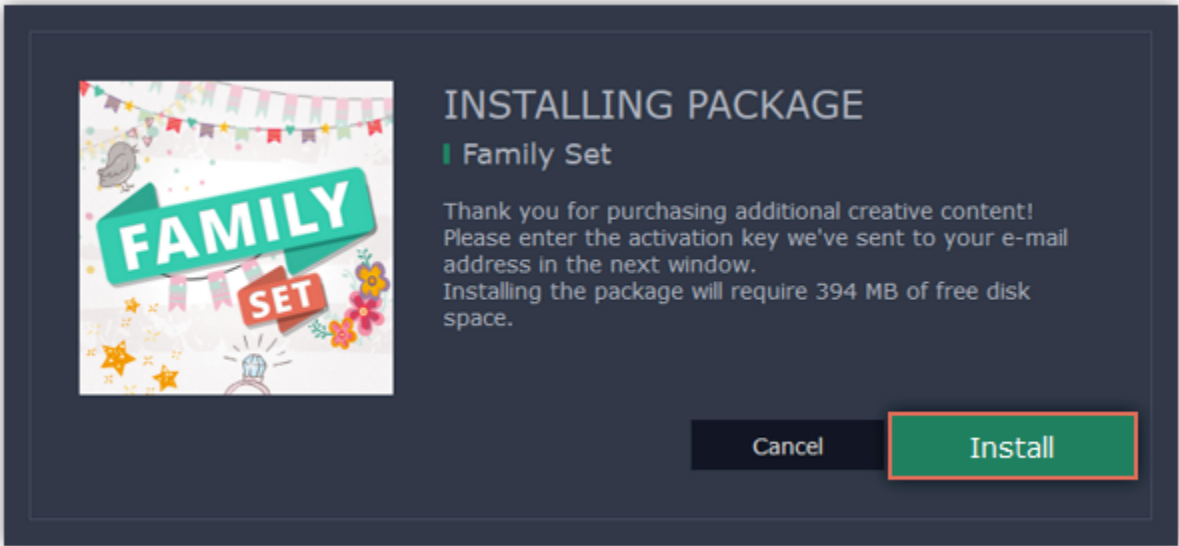 FAMILY
SET
INSTALLING PACKAGE
Family Set
Thank you for purchasing additional creative content!
Please enter the activation key we've sent to your e-mail
address in the next window.
Installing the package will require 394 MB of free disk
space.
Cancel
Install